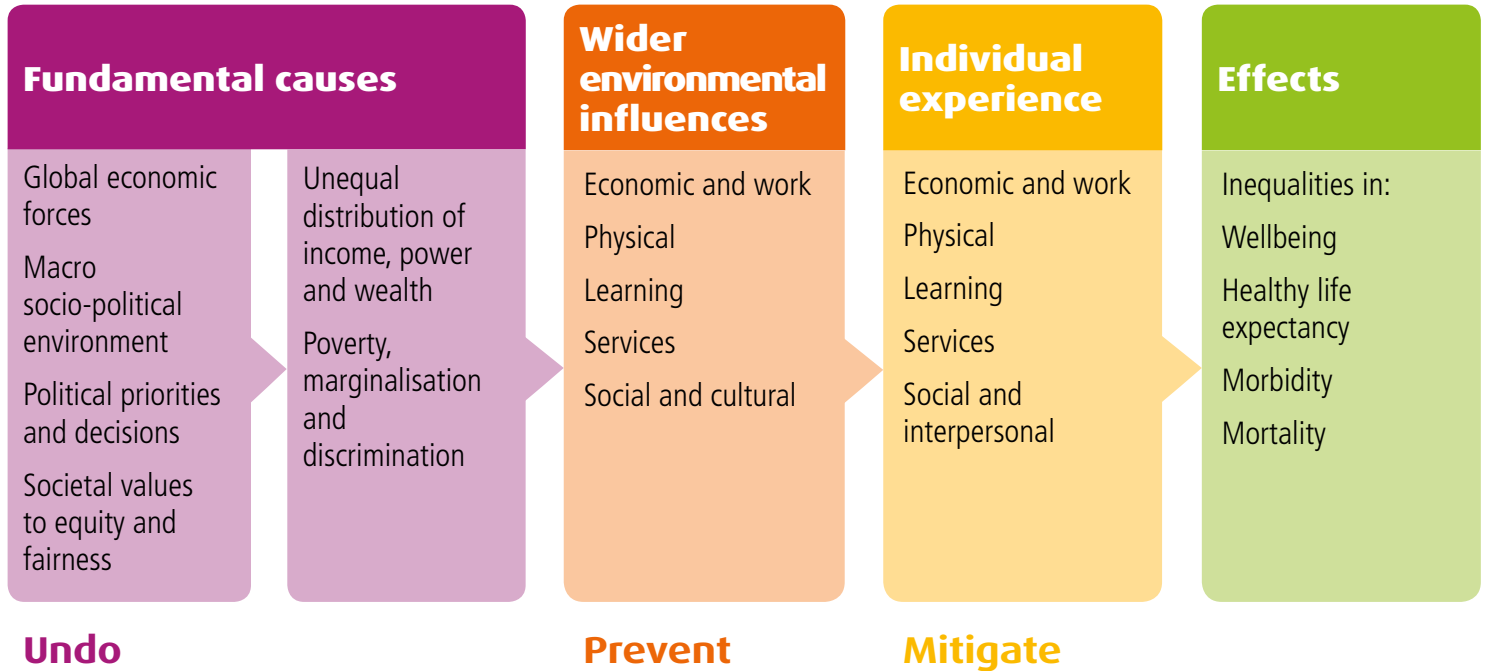 Fundamental causes
Global economic
forces
Macro
socio-political
environment
Political priorities
and decisions
Societal values
to equity and
fairness
Unequal
distribution of
income, power
and wealth
Poverty,
marginalisation
and
discrimination
Undo
Wider
environmental
influences
Economic and work
Physical
Learning
Services
Social and cultural
Prevent
Individual
experience
Economic and work
Physical
Learning
Services
Social and
interpersonal
Mitigate
Effects
Inequalities in:
Wellbeing
Healthy life
expectancy
Morbidity
Mortality